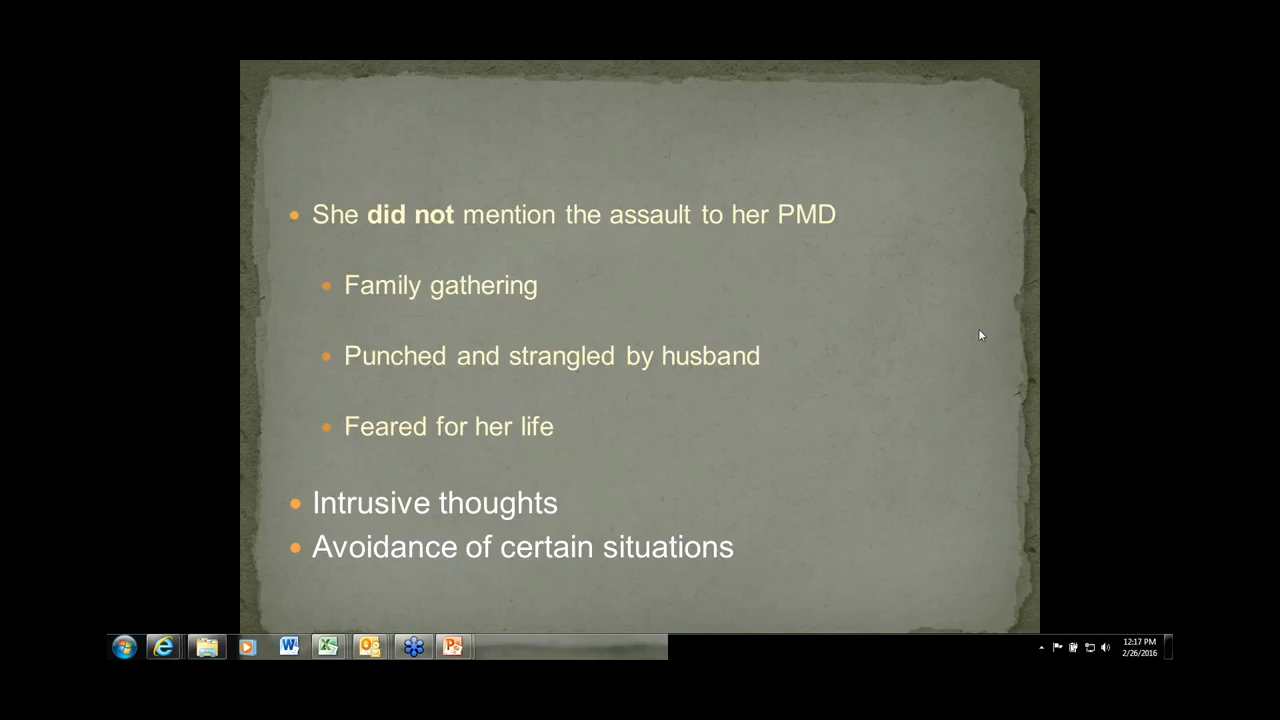 She did not mention the assault to her PMD
Family gathering
Punched and strangled by husband
Feared for her life
Intrusive thoughts
Avoidance of certain situations
12:17 PM
2/26/2016